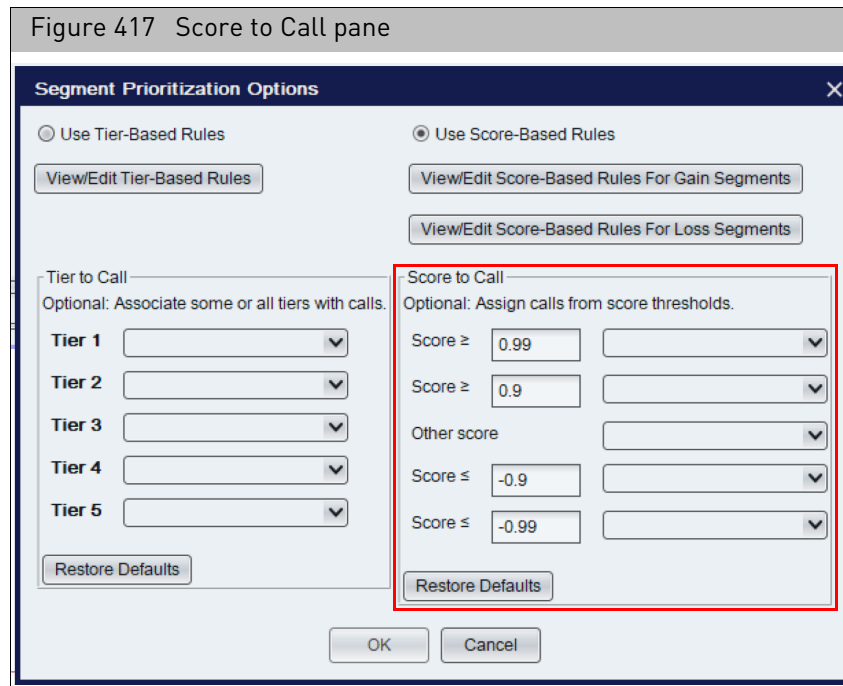 Figure 417 Score to Call pane
Segment Prioritization Options
Use Tier-Based Rules
Use Score-Based Rules
View/Edit Tier-Based Rules
View/Edit Score-Based Rules For Gain Segments
View/Edit Score-Based Rules For Loss Segments
Tier to Call
Optional: Associate some or all tiers with calls.
Tier 1
Tier 2
Tier 3
Tier 4
Tier 5
Restore Defaults
Score to Call
Optional: Assign calls from score thresholds.
Score ≥ 0.99
Score ≥ 0.9
Other score
Score ≤ -0.9
Score ≤ -0.99
Restore Defaults
OK
Cancel